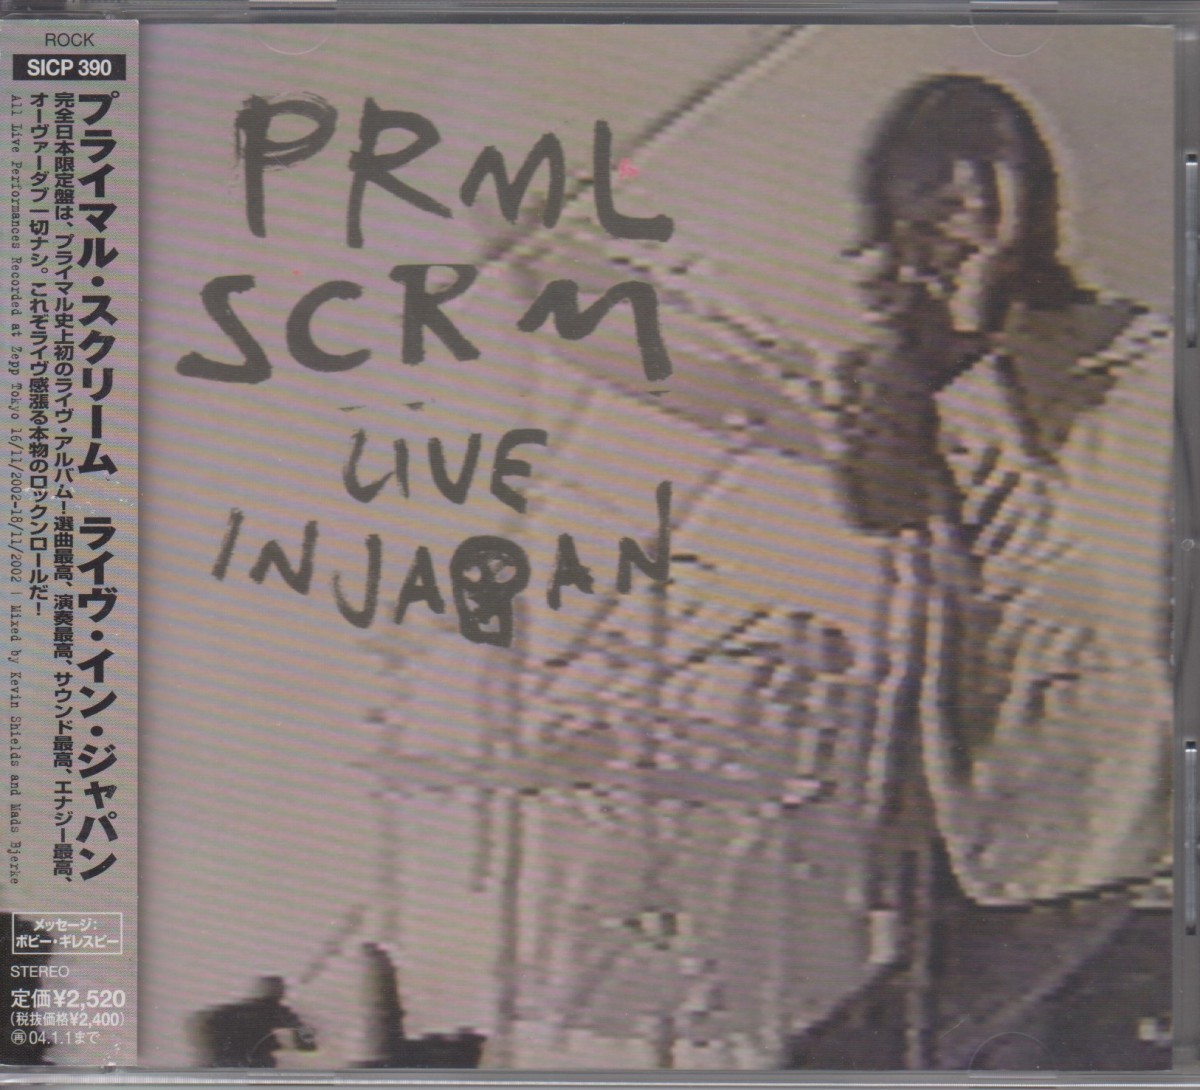 ROCK
SICP 390
プライマル・スクリーム ライヴ・イン・ジャパン
完全日本限定盤は、プライマル史上初のライヴ・アルバム!選曲最高、演奏最高、サウンド最高、エナジー最高、
オーヴァーダブ一切ナシ。これぞライヴ感漲る本物のロックンロールだ!
All Live Performances Recorded at Zepp Tokyo 16/11/2002-18/11/2002 | Mixed by Kevin Shields and Mads Bjerke
メッセージ:
ボビー・ギレスピー
STEREO
定価¥2,520
(税抜価格¥2,400)
再04.1.1まで
PRML
SCRM
LIVE
IN JAPAN